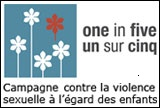 one in five
un sur cinq
Campagne contre la violence
sexuelle à l'égard des enfants